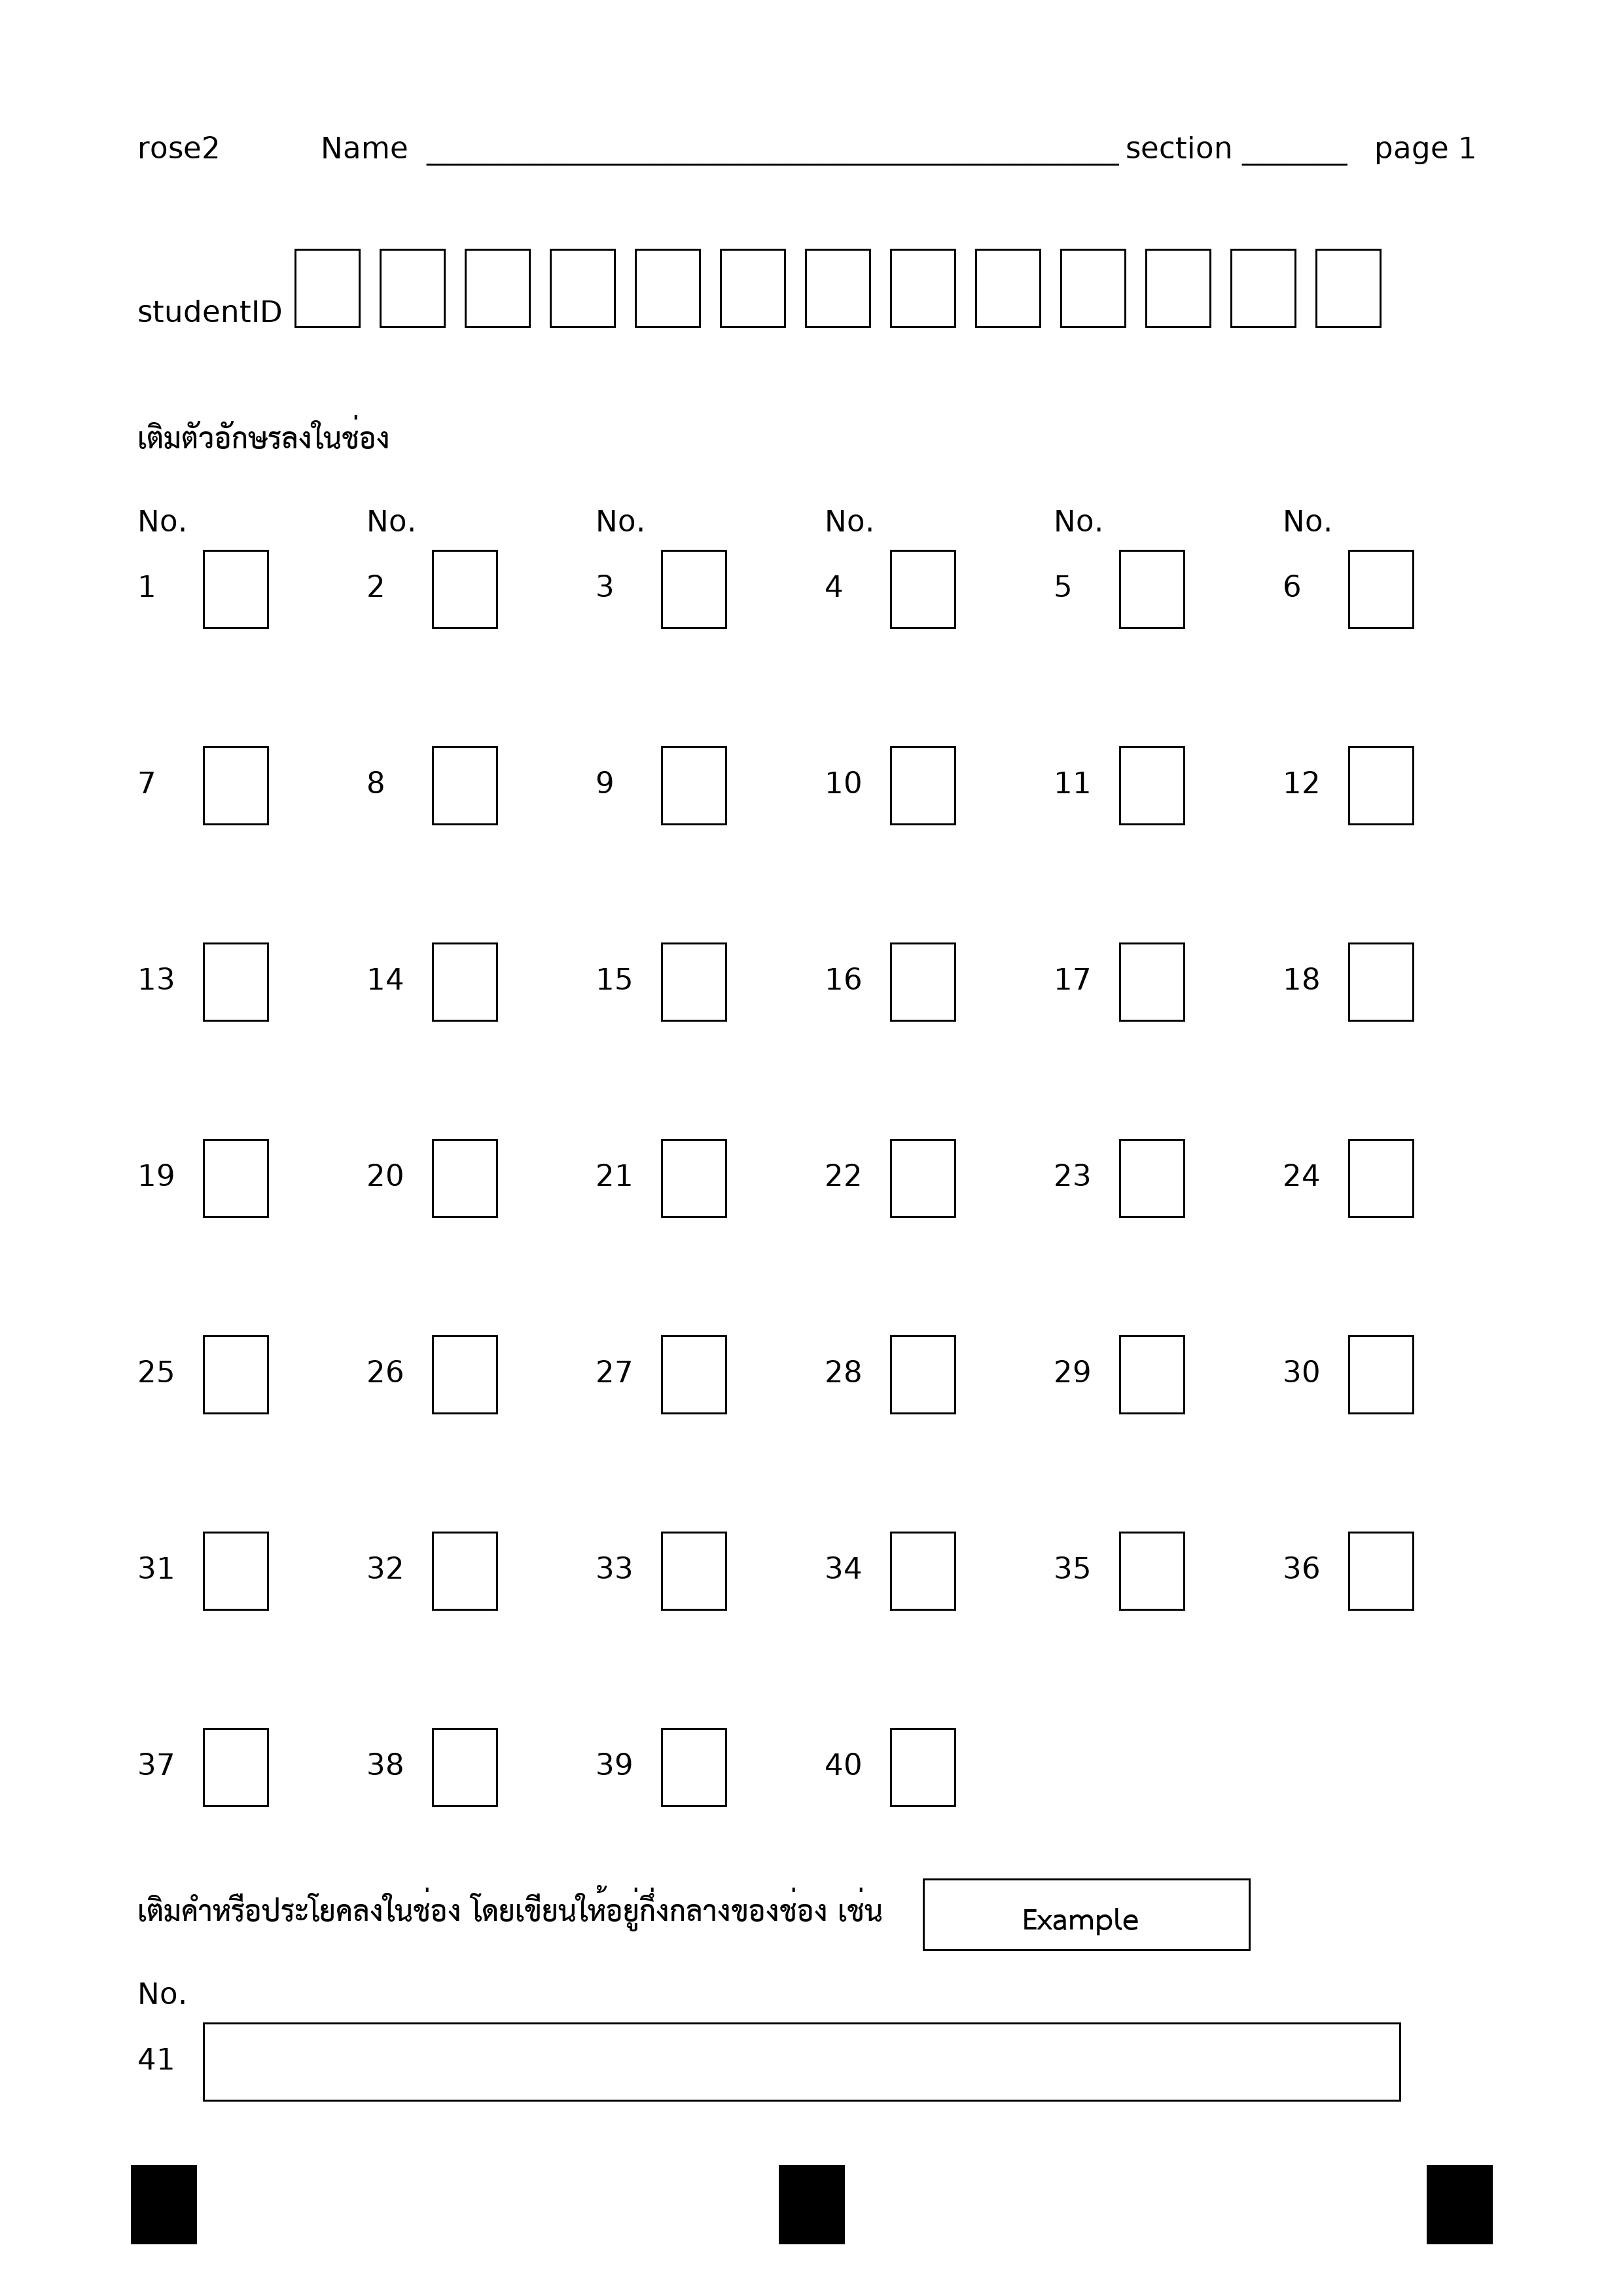 rose2 Name section page 1
studentID
เติมตัวอักษรลงในช่อง
No. No. No. No. No. No.
1 2 3 4 5 6
7 8 9 10 11 12
13 14 15 16 17 18
19 20 21 22 23 24
25 26 27 28 29 30
31 32 33 34 35 36
37 38 39 40
เติมคำหรือประโยคลงในช่อง โดยเขียนให้อยู่กึ่งกลางของช่อง เช่น Example
No.
41